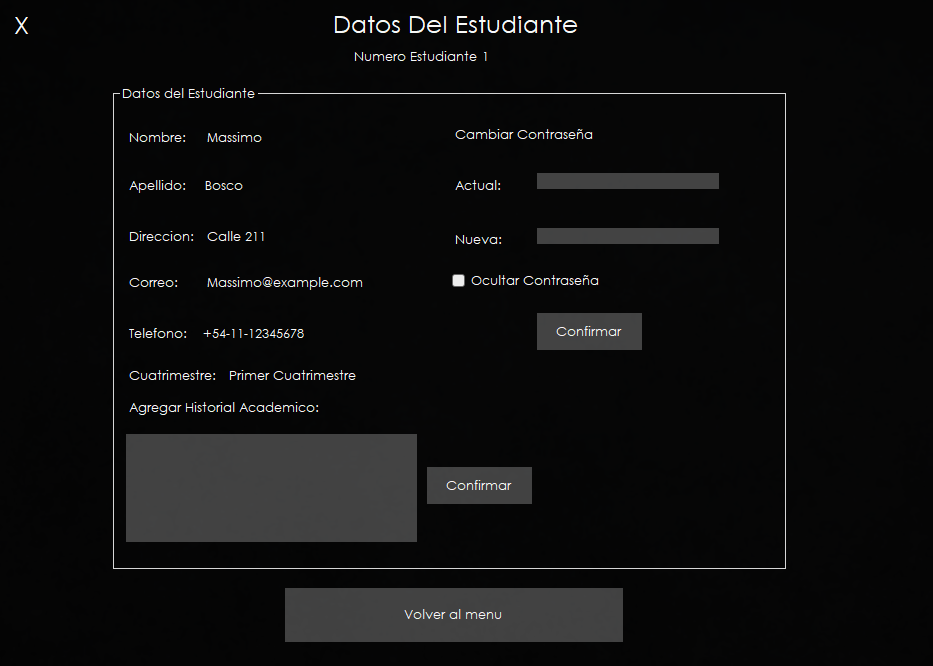 X
Datos Del Estudiante
Numero Estudiante 1
Datos del Estudiante
Nombre: Massimo
Cambiar Contraseña
Apellido: Bosco
Actual:
Direccion: Calle 211
Nueva:
Correo: Massimo@example.com
Ocultar Contraseña
Telefono: +54-11-12345678
Confirmar
Cuatrimestre: Primer Cuatrimestre
Agregar Historial Academico:
Confirmar
Volver al menu